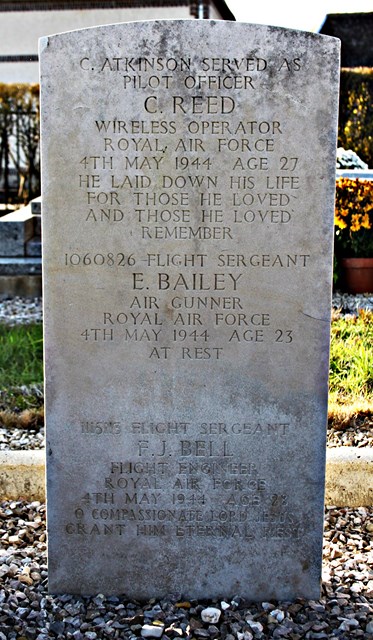 C. ATKINSON SERVED AS
PILOT OFFICER
C. REED
WIRELESS OPERATOR
ROYAL AIR FORCE
4TH MAY 1944 AGE 27
HE LAID DOWN HIS LIFE
FOR THOSE HE LOVED
AND THOSE HE LOVED
REMEMBER
1060826 FLIGHT SERGEANT
E. BAILEY
AIR GUNNER
ROYAL AIR FORCE
4TH MAY 1944 AGE 23
AT REST
FLIGHT SERGEANT
F.J. BELL
FLIGHT ENGINEER
ROYAL AIR FORCE
4TH MAY 1944 AGE
O COMPASSIONATE LORD JESUS
GRANT HIM ETERNAL REST